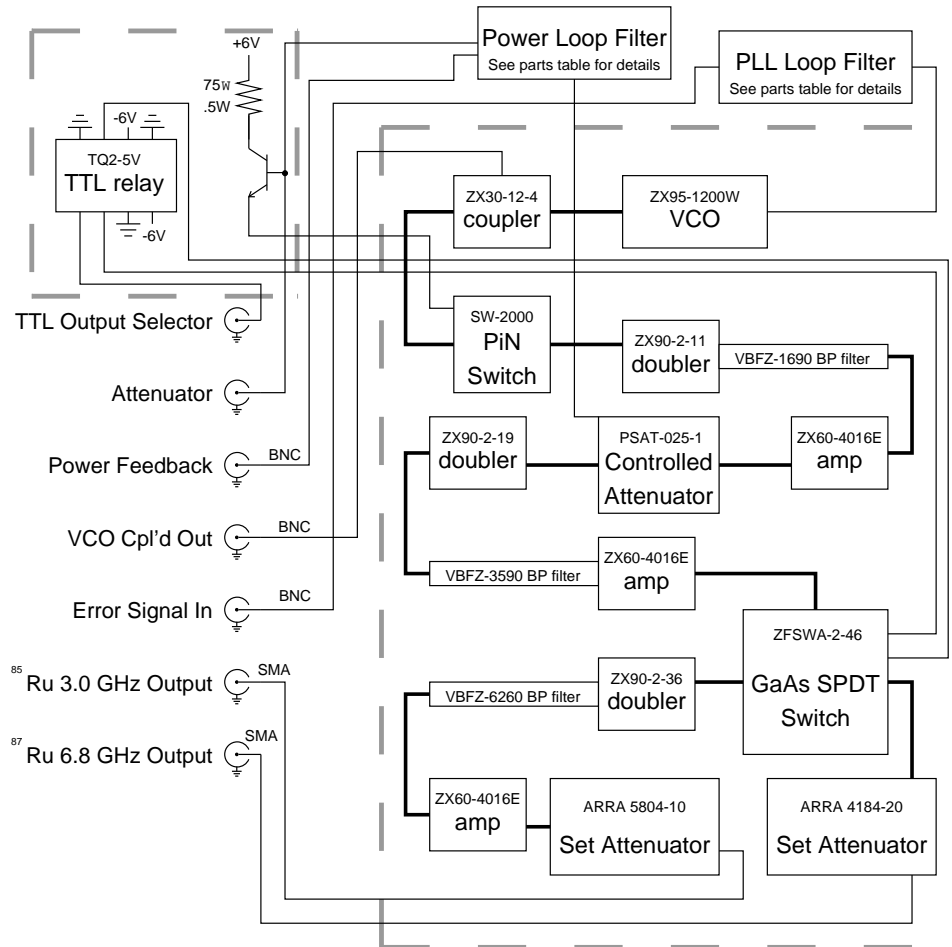 Power Loop Filter
See parts table for details
PLL Loop Filter
See parts table for details
+6V
75W
.5W
-6V
TQ2-5V
TTL relay
-6V
ZX30-12-4
coupler
ZX95-1200W
VCO
TTL Output Selector
SW-2000
PiN
Switch
ZX90-2-11
doubler
VBFZ-1690 BP filter
Attenuator
ZX90-2-19
doubler
PSAT-025-1
Controlled
Attenuator
ZX60-4016E
amp
Power Feedback
BNC
VCO Cpl'd Out
BNC
VBFZ-3590 BP filter
ZX60-4016E
amp
Error Signal In
BNC
ZFSWA-2-46
GaAs SPDT
Switch
85
Ru 3.0 GHz Output
SMA
VBFZ-6260 BP filter
ZX90-2-36
doubler
87
Ru 6.8 GHz Output
SMA
ZX60-4016E
amp
ARRA 5804-10
Set Attenuator
ARRA 4184-20
Set Attenuator